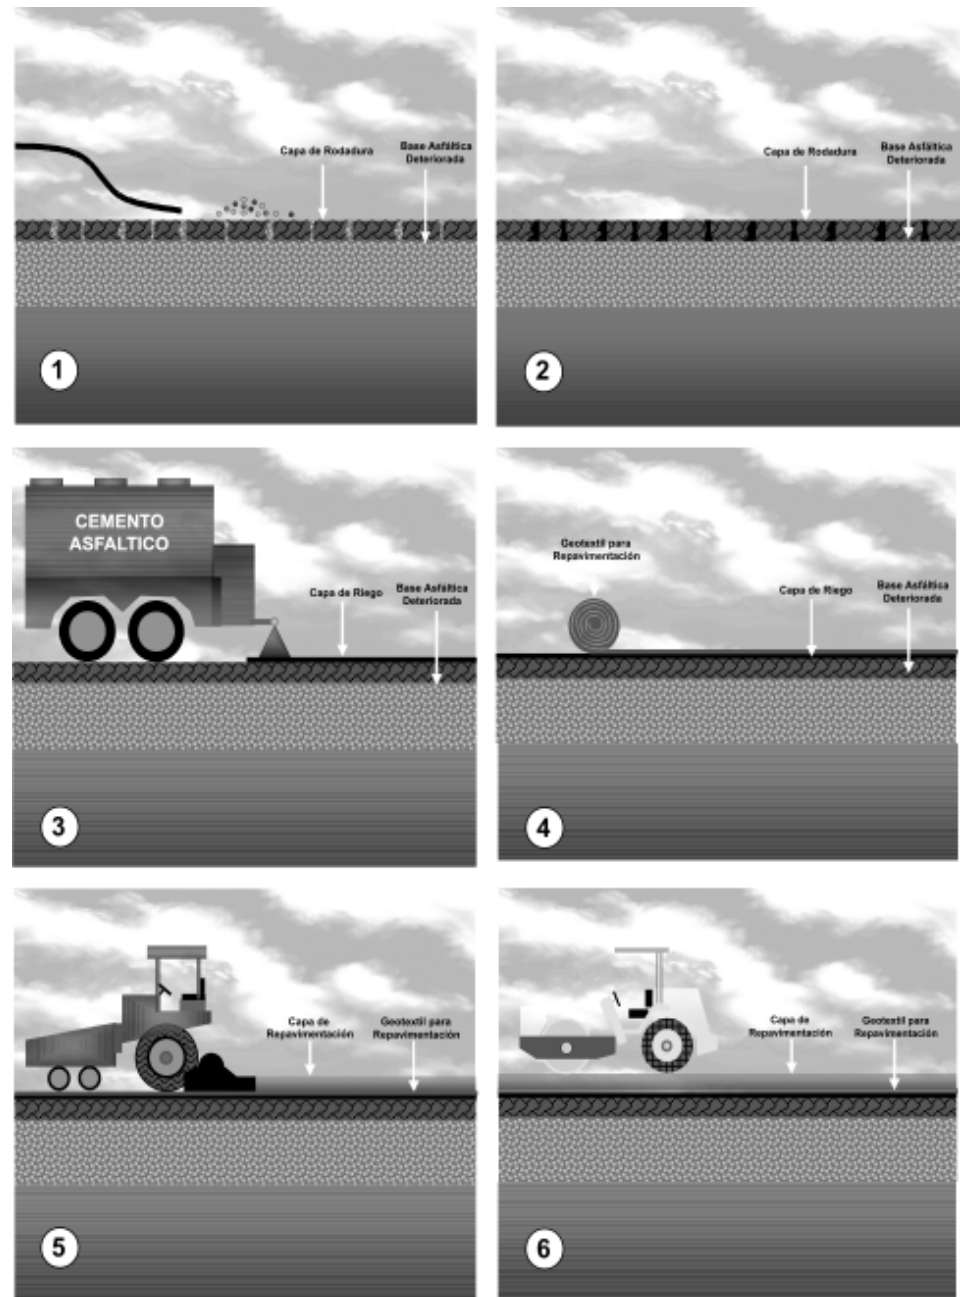 Capa de Rodadura
Base Asfáltica
Deteriorada
1
Capa de Rodadura
Base Asfáltica
Deteriorada
2
CEMENTO
ASFALTICO
Capa de Riego
Base Asfáltica
Deteriorada
3
Geotextil para
Repavimentación
Capa de Riego
Base Asfáltica
Deteriorada
4
Capa de
Repavimentación
Geotextil para
Repavimentación
5
Capa de
Repavimentación
Geotextil para
Repavimentación
6